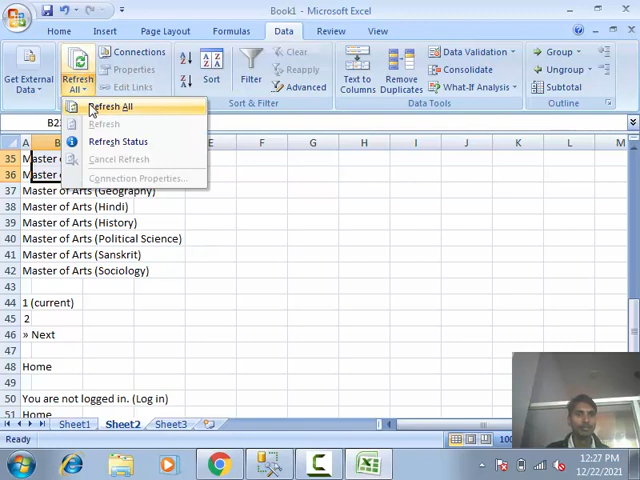 Book1 - Microsoft Excel
Home Insert Page Layout Formulas Data Review View
Get External Data
Refresh All
Connections
Properties
Edit Links
Sort
Filter
Clear
Reapply
Advanced
Text to Columns
Remove Duplicates
Data Validation
Consolidate
What-If Analysis
Group
Ungroup
Subtotal
Sort & Filter
Data Tools
Outline
Refresh All
Refresh
Refresh Status
Cancel Refresh
Connection Properties...
A B E F G H I J K L M
35 Master
36 Master
37 Master of Arts (Geography)
38 Master of Arts (Hindi)
39 Master of Arts (History)
40 Master of Arts (Political Science)
41 Master of Arts (Sanskrit)
42 Master of Arts (Sociology)
43
44 1 (current)
45 2
46 » Next
47
48 Home
49
50 You are not logged in. (Log in)
51 Home
Sheet1 Sheet2 Sheet3
Ready
12:27 PM
12/22/2021